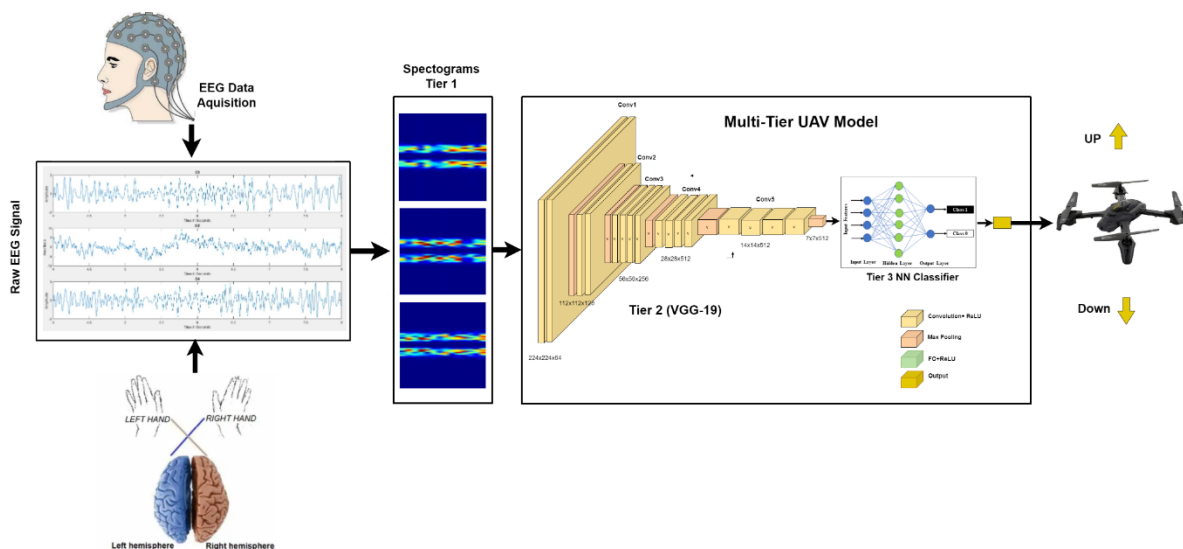 EEG Data
Aquisition
Raw EEG Signal
LEFT HAND
RIGHT HAND
Left hemisphere
Right hemisphere
Spectograms
Tier 1
Multi-Tier UAV Model
Conv1
Conv2
Conv3
Conv4
Conv5
224x224x64
112x112x128
56x56x256
28x28x512
14x14x512
7x7x512
Tier 2 (VGG-19)
Input Features
Class 1
Class 0
Input Layer
Hidden Layer
Output Layer
Tier 3 NN Classifier
Convolution+ ReLU
Max Pooling
FC+ReLU
Output
UP
Down